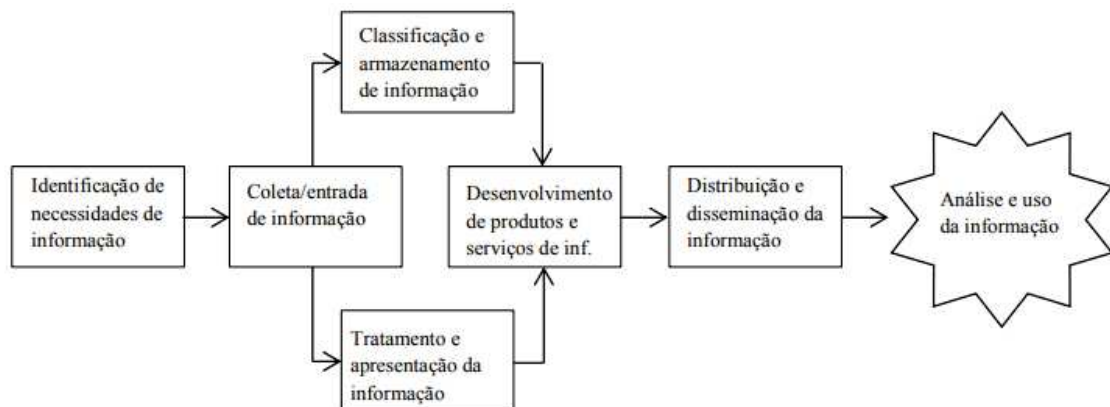 Classificação e
armazenamento
de informação
Identificação de
necessidades de
informação
Coleta/entrada
de informação
Desenvolvimento
de produtos e
serviços de inf.
Distribuição e
disseminação da
informação
Análise e uso
da informação
Tratamento e
apresentação da
informação